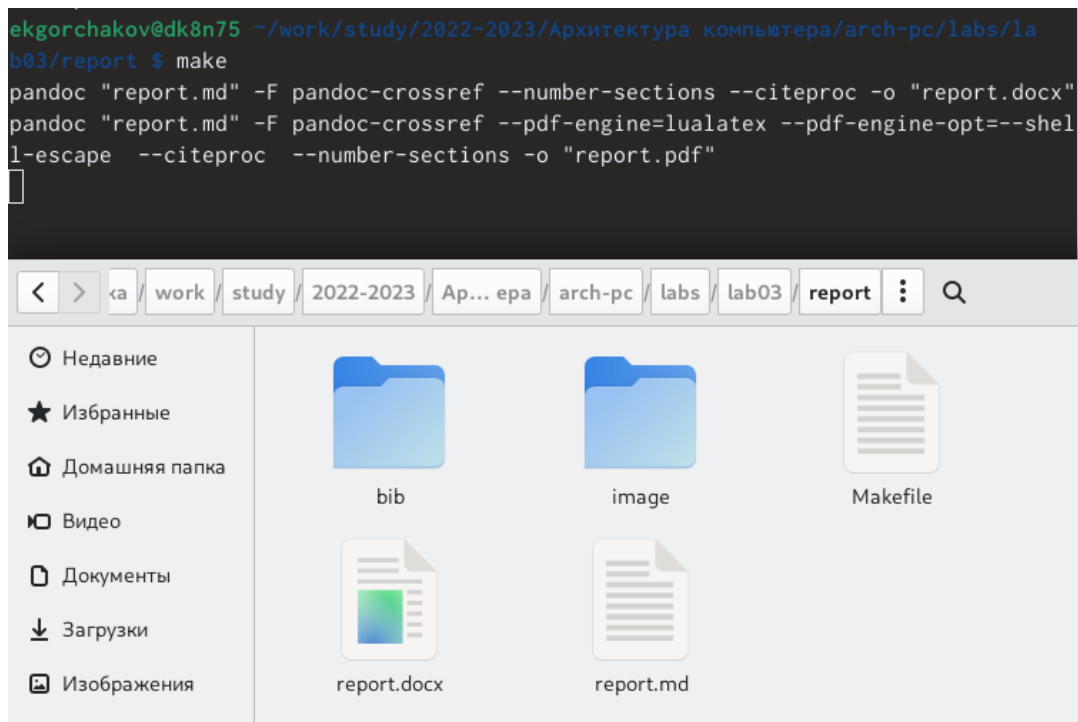 ekgorchakov@dk8n75 ~/work/study/2022-2023/Архитектура компьютера/arch-pc/labs/la
b03/report $ make
pandoc "report.md" -F pandoc-crossref --number-sections --citeproc -o "report.docx"
pandoc "report.md" -F pandoc-crossref --pdf-engine=lualatex --pdf-engine-opt=--shel
l-escape  --citeproc  --number-sections -o "report.pdf"
ка / work / study / 2022-2023 / Ар… ера / arch-pc / labs / lab03 / report
Недавние
Избранные
Домашняя папка
Видео
Документы
Загрузки
Изображения
bib
image
Makefile
report.docx
report.md